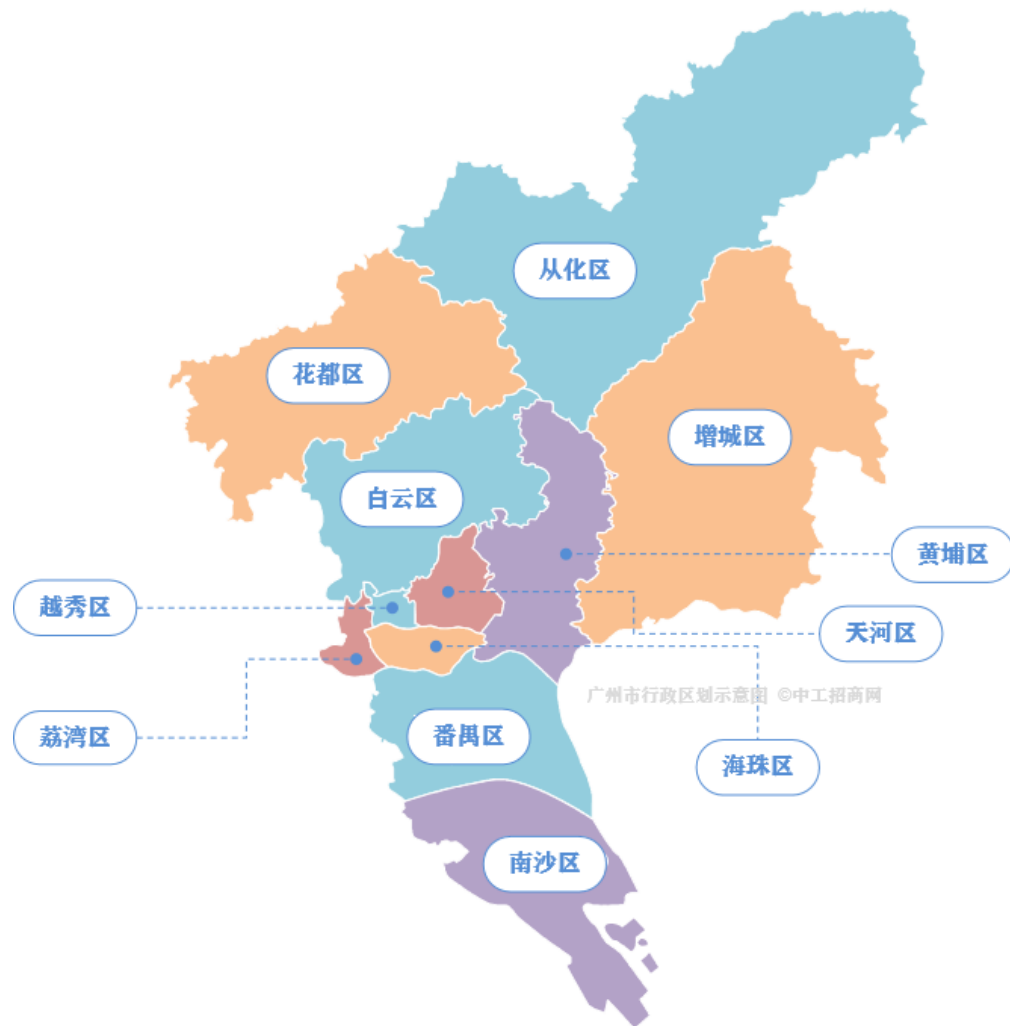 从化区
花都区
增城区
白云区
黄埔区
越秀区
天河区
广州市行政区划示意图 ©中工招商网
荔湾区
番禺区
海珠区
南沙区